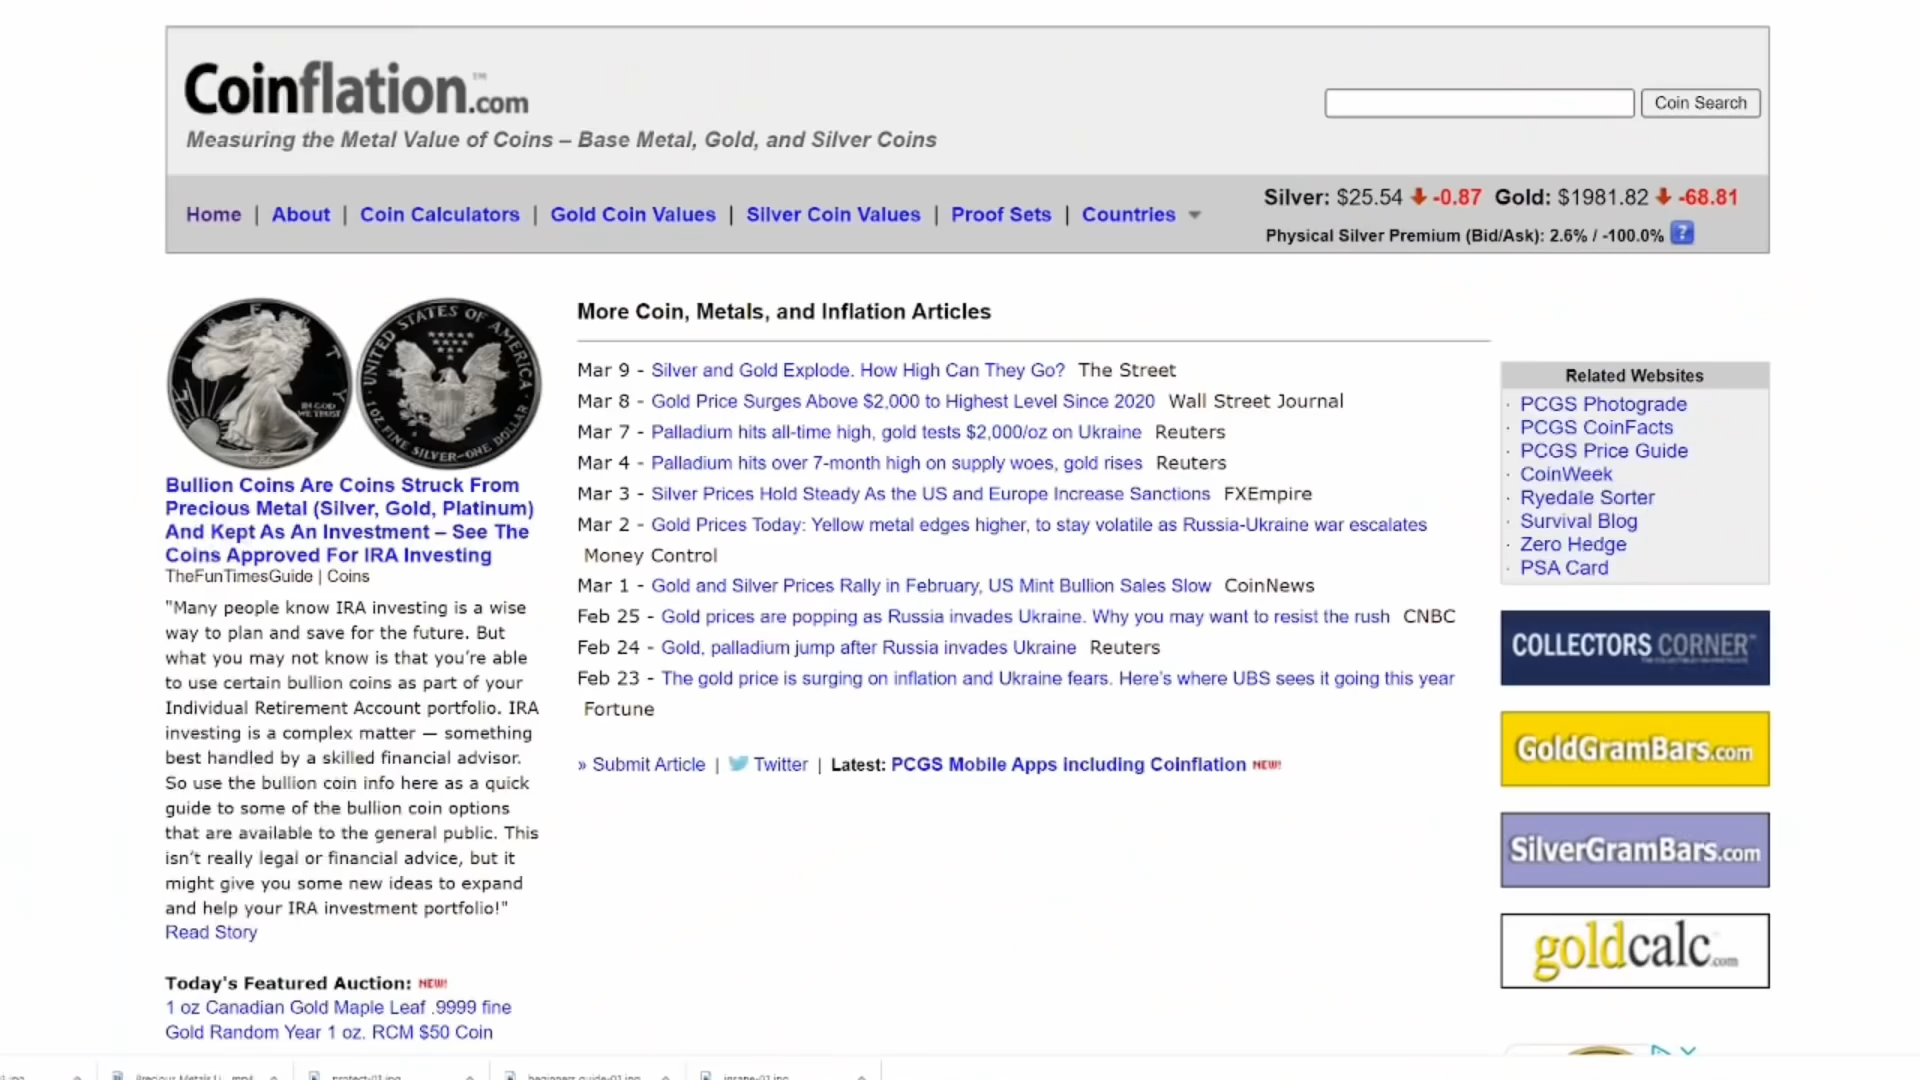 Coinflation.com™
Measuring the Metal Value of Coins – Base Metal, Gold, and Silver Coins
Coin Search
Home | About | Coin Calculators | Gold Coin Values | Silver Coin Values | Proof Sets | Countries
Silver: $25.54 -0.87 Gold: $1981.82 -68.81
Physical Silver Premium (Bid/Ask): 2.6% / -100.0% ?
LIBERTY
IN GOD
WE TRUST
UNITED STATES OF AMERICA
1 OZ. FINE SILVER~ONE DOLLAR
Bullion Coins Are Coins Struck From
Precious Metal (Silver, Gold, Platinum)
And Kept As An Investment – See The
Coins Approved For IRA Investing
TheFunTimesGuide | Coins
"Many people know IRA investing is a wise
way to plan and save for the future. But
what you may not know is that you're able
to use certain bullion coins as part of your
Individual Retirement Account portfolio. IRA
investing is a complex matter — something
best handled by a skilled financial advisor.
So use the bullion coin info here as a quick
guide to some of the bullion coin options
that are available to the general public. This
isn't really legal or financial advice, but it
might give you some new ideas to expand
and help your IRA investment portfolio!"
Read Story
Today's Featured Auction: NEW!
1 oz Canadian Gold Maple Leaf .9999 fine
Gold Random Year 1 oz. RCM $50 Coin
More Coin, Metals, and Inflation Articles
Mar 9 - Silver and Gold Explode. How High Can They Go? The Street
Mar 8 - Gold Price Surges Above $2,000 to Highest Level Since 2020 Wall Street Journal
Mar 7 - Palladium hits all-time high, gold tests $2,000/oz on Ukraine Reuters
Mar 4 - Palladium hits over 7-month high on supply woes, gold rises Reuters
Mar 3 - Silver Prices Hold Steady As the US and Europe Increase Sanctions FXEmpire
Mar 2 - Gold Prices Today: Yellow metal edges higher, to stay volatile as Russia-Ukraine war escalates
Money Control
Mar 1 - Gold and Silver Prices Rally in February, US Mint Bullion Sales Slow CoinNews
Feb 25 - Gold prices are popping as Russia invades Ukraine. Why you may want to resist the rush CNBC
Feb 24 - Gold, palladium jump after Russia invades Ukraine Reuters
Feb 23 - The gold price is surging on inflation and Ukraine fears. Here's where UBS sees it going this year
Fortune
» Submit Article | Twitter | Latest: PCGS Mobile Apps including Coinflation NEW!
Related Websites
· PCGS Photograde
· PCGS CoinFacts
· PCGS Price Guide
· CoinWeek
· Ryedale Sorter
· Survival Blog
· Zero Hedge
· PSA Card
COLLECTORS CORNER
GoldGramBars.com
SilverGramBars.com
goldcalc.com